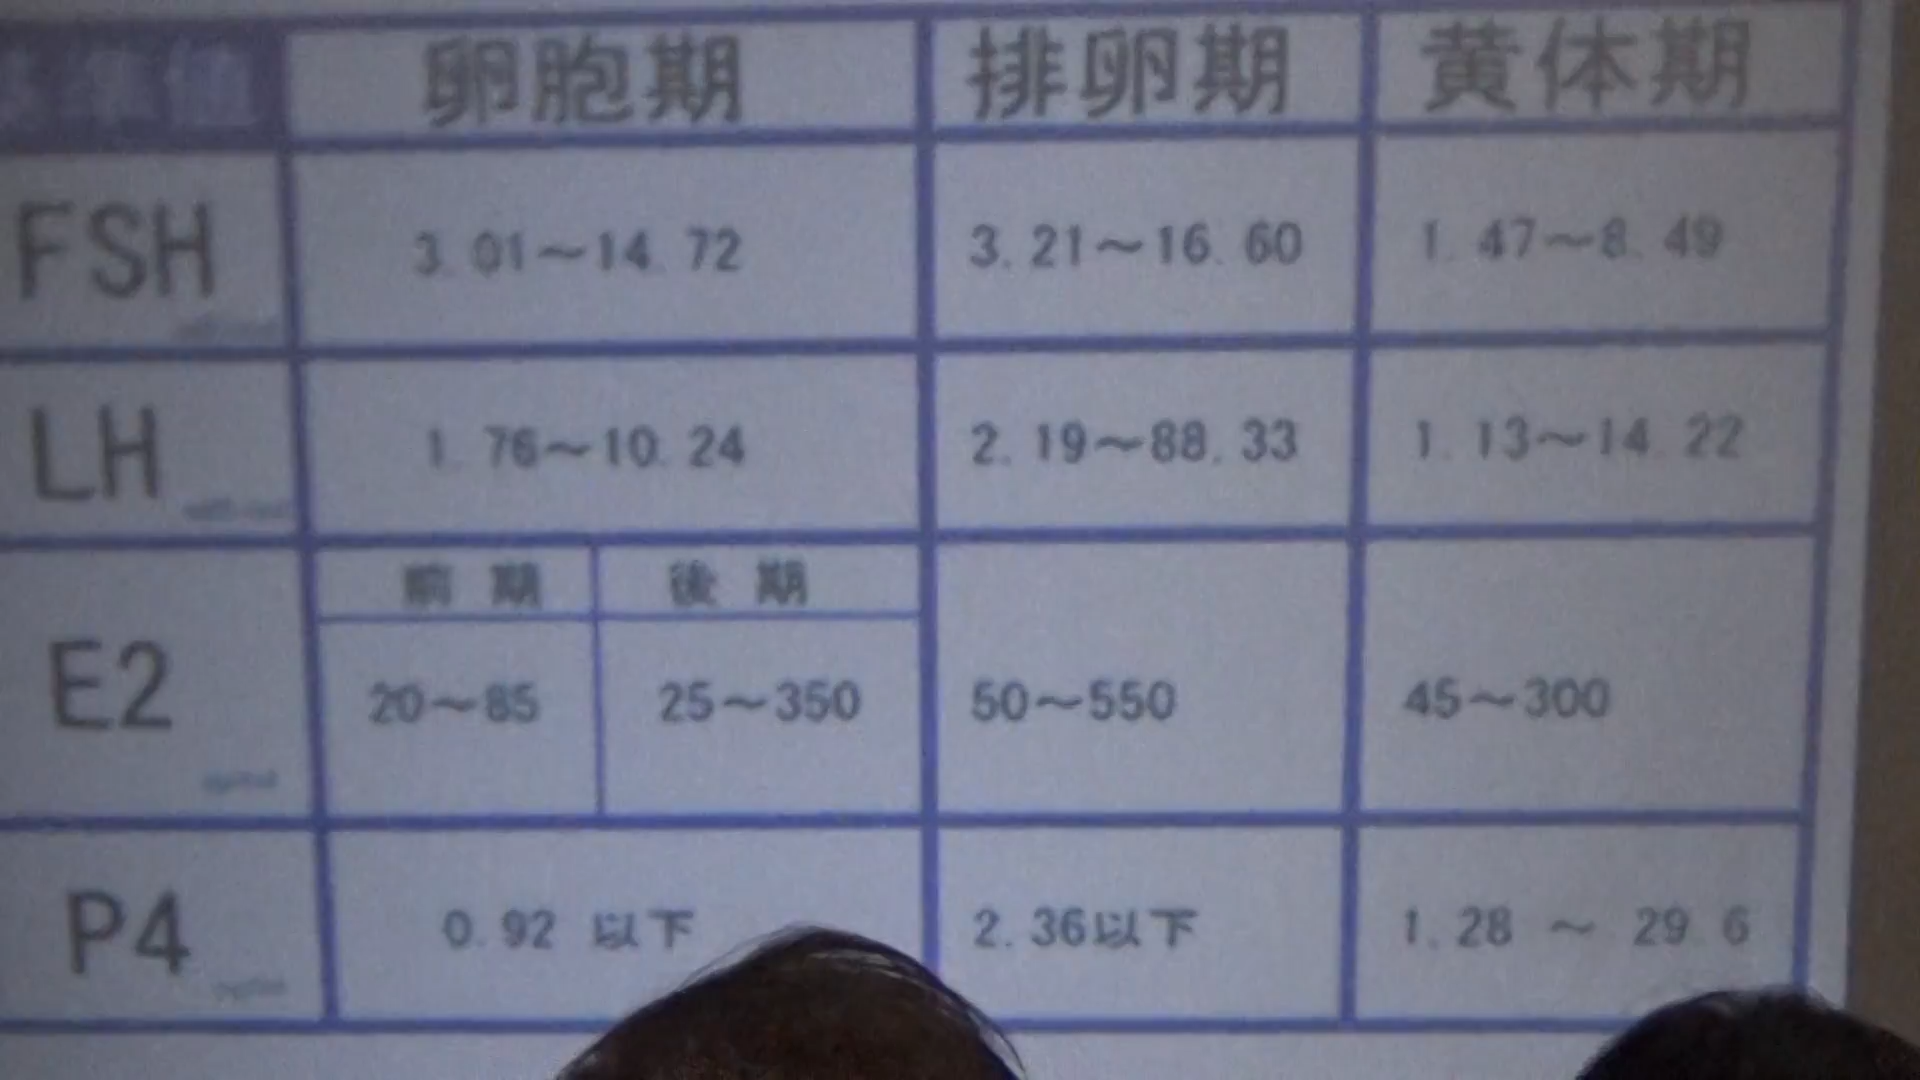 卵胞期 排卵期 黄体期
FSH 3.01～14.72 3.21～16.60 1.47～8.49
LH 1.76～10.24 2.19～88.33 1.13～14.22
前期 後期
E2 20～85 25～350 50～550 45～300
P4 0.92 以下 2.36以下 1.28 ～ 29.6